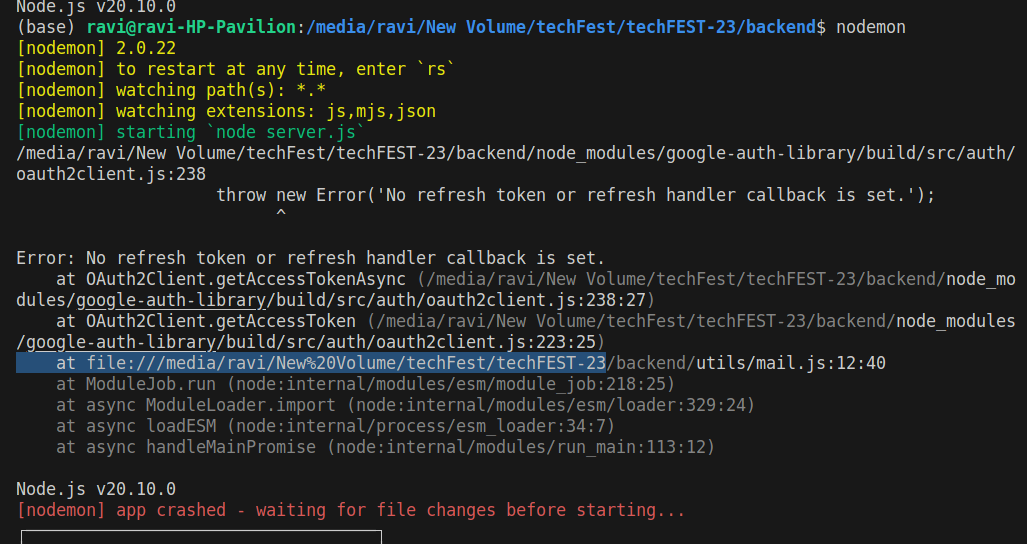 Node.js v20.10.0
(base) ravi@ravi-HP-Pavilion:/media/ravi/New Volume/techFest/techFEST-23/backend$ nodemon
[nodemon] 2.0.22
[nodemon] to restart at any time, enter `rs`
[nodemon] watching path(s): *.*
[nodemon] watching extensions: js,mjs,json
[nodemon] starting `node server.js`
/media/ravi/New Volume/techFest/techFEST-23/backend/node_modules/google-auth-library/build/src/auth/
oauth2client.js:238
                    throw new Error('No refresh token or refresh handler callback is set.');
                          ^
Error: No refresh token or refresh handler callback is set.
    at OAuth2Client.getAccessTokenAsync (/media/ravi/New Volume/techFest/techFEST-23/backend/node_mo
dules/google-auth-library/build/src/auth/oauth2client.js:238:27)
    at OAuth2Client.getAccessToken (/media/ravi/New Volume/techFest/techFEST-23/backend/node_modules
/google-auth-library/build/src/auth/oauth2client.js:223:25)
    at file:///media/ravi/New%20Volume/techFest/techFEST-23/backend/utils/mail.js:12:40
    at ModuleJob.run (node:internal/modules/esm/module_job:218:25)
    at async ModuleLoader.import (node:internal/modules/esm/loader:329:24)
    at async loadESM (node:internal/process/esm_loader:34:7)
    at async handleMainPromise (node:internal/modules/run_main:113:12)
Node.js v20.10.0
[nodemon] app crashed - waiting for file changes before starting...